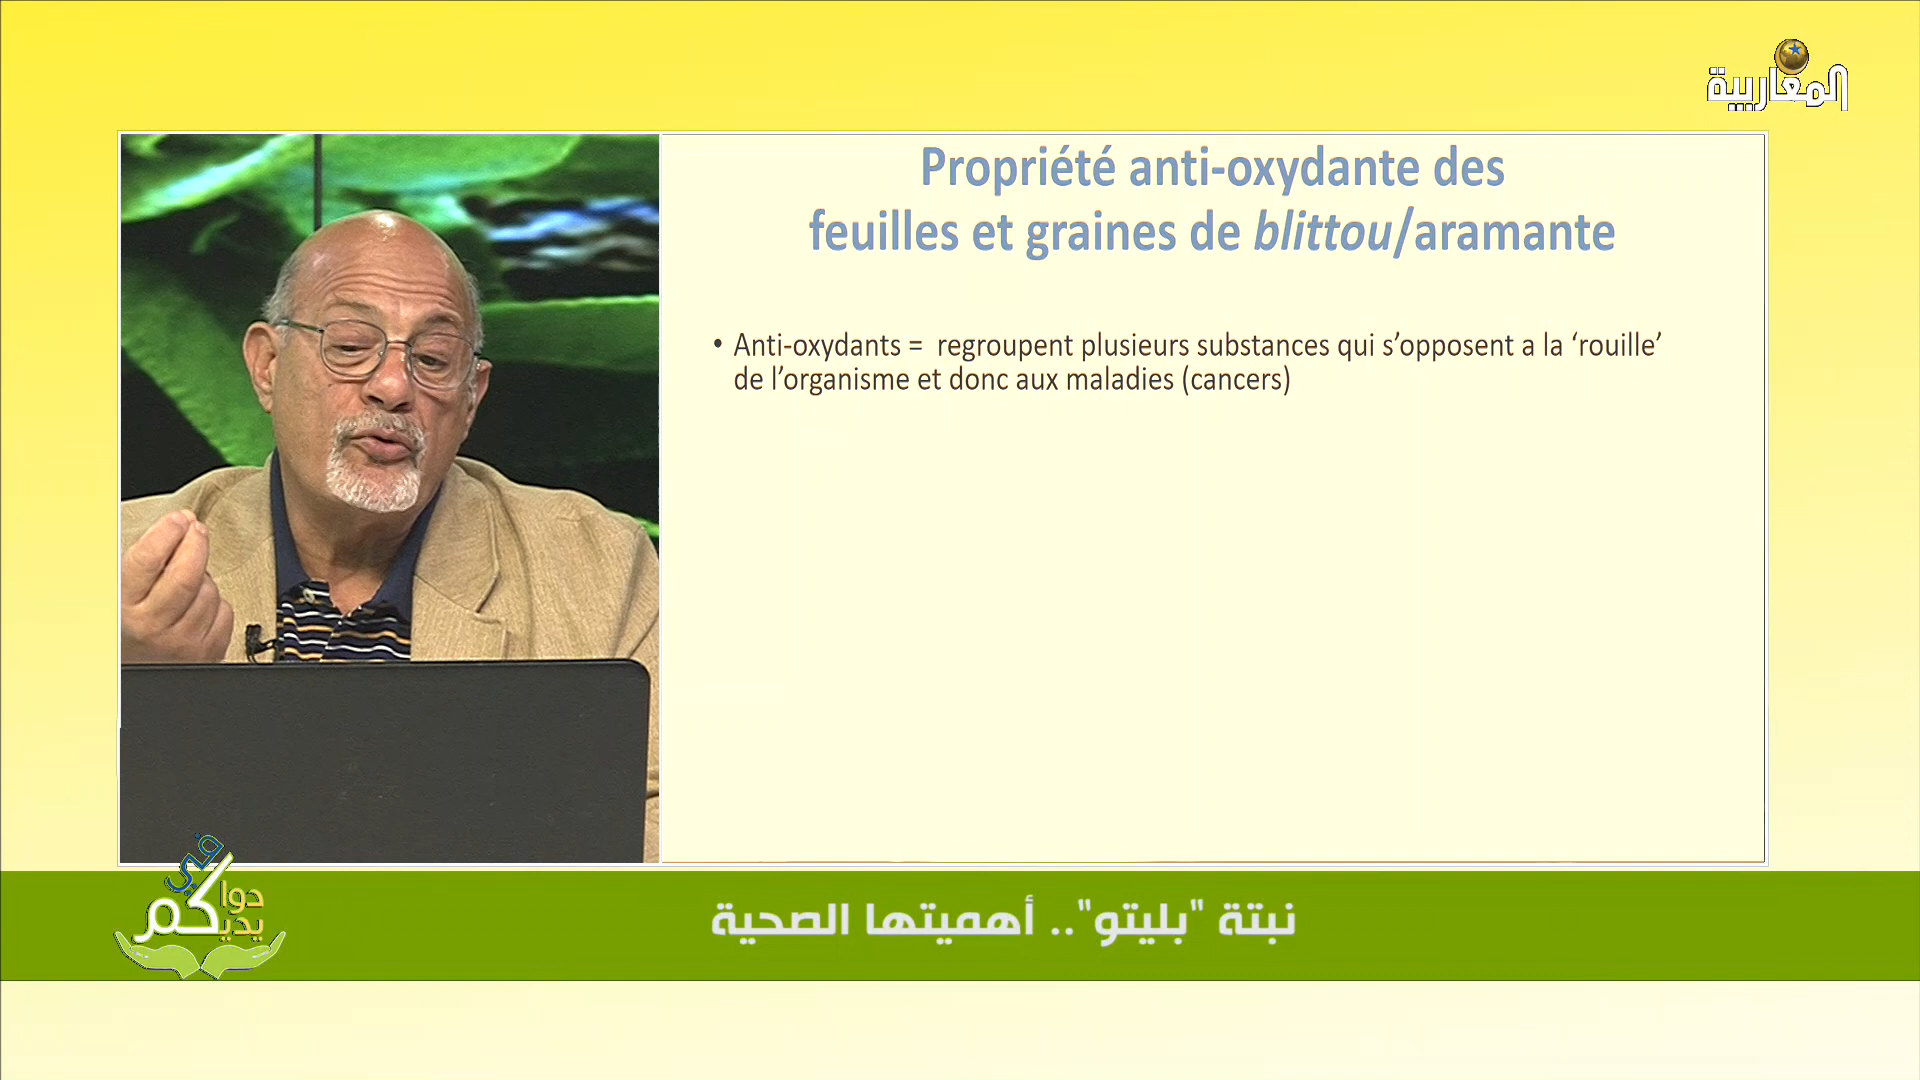 المغاربية
Propriété anti-oxydante des
feuilles et graines de blittou/aramante
• Anti-oxydants = regroupent plusieurs substances qui s’opposent a la ‘rouille’
de l’organisme et donc aux maladies (cancers)
دوا
في
يديكم
نبتة "بليتو".. أهميتها الصحية